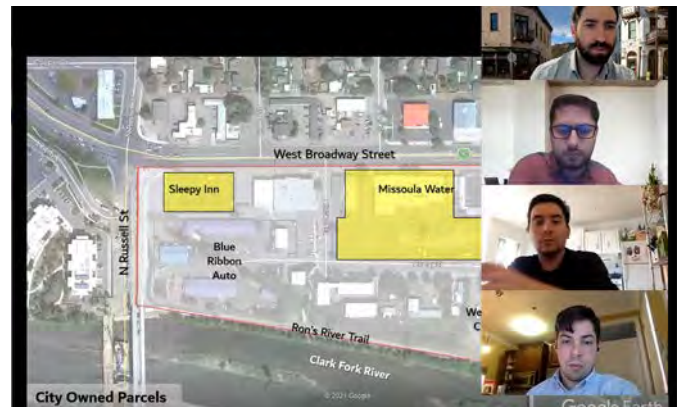 West Broadway Street
Sleepy Inn
Missoula Water
N.Russell St
Blue
Ribbon
Auto
We
C
Ron's River Trail
Clark Fork River
City Owned Parcels
© 2021 Google
Google Earth